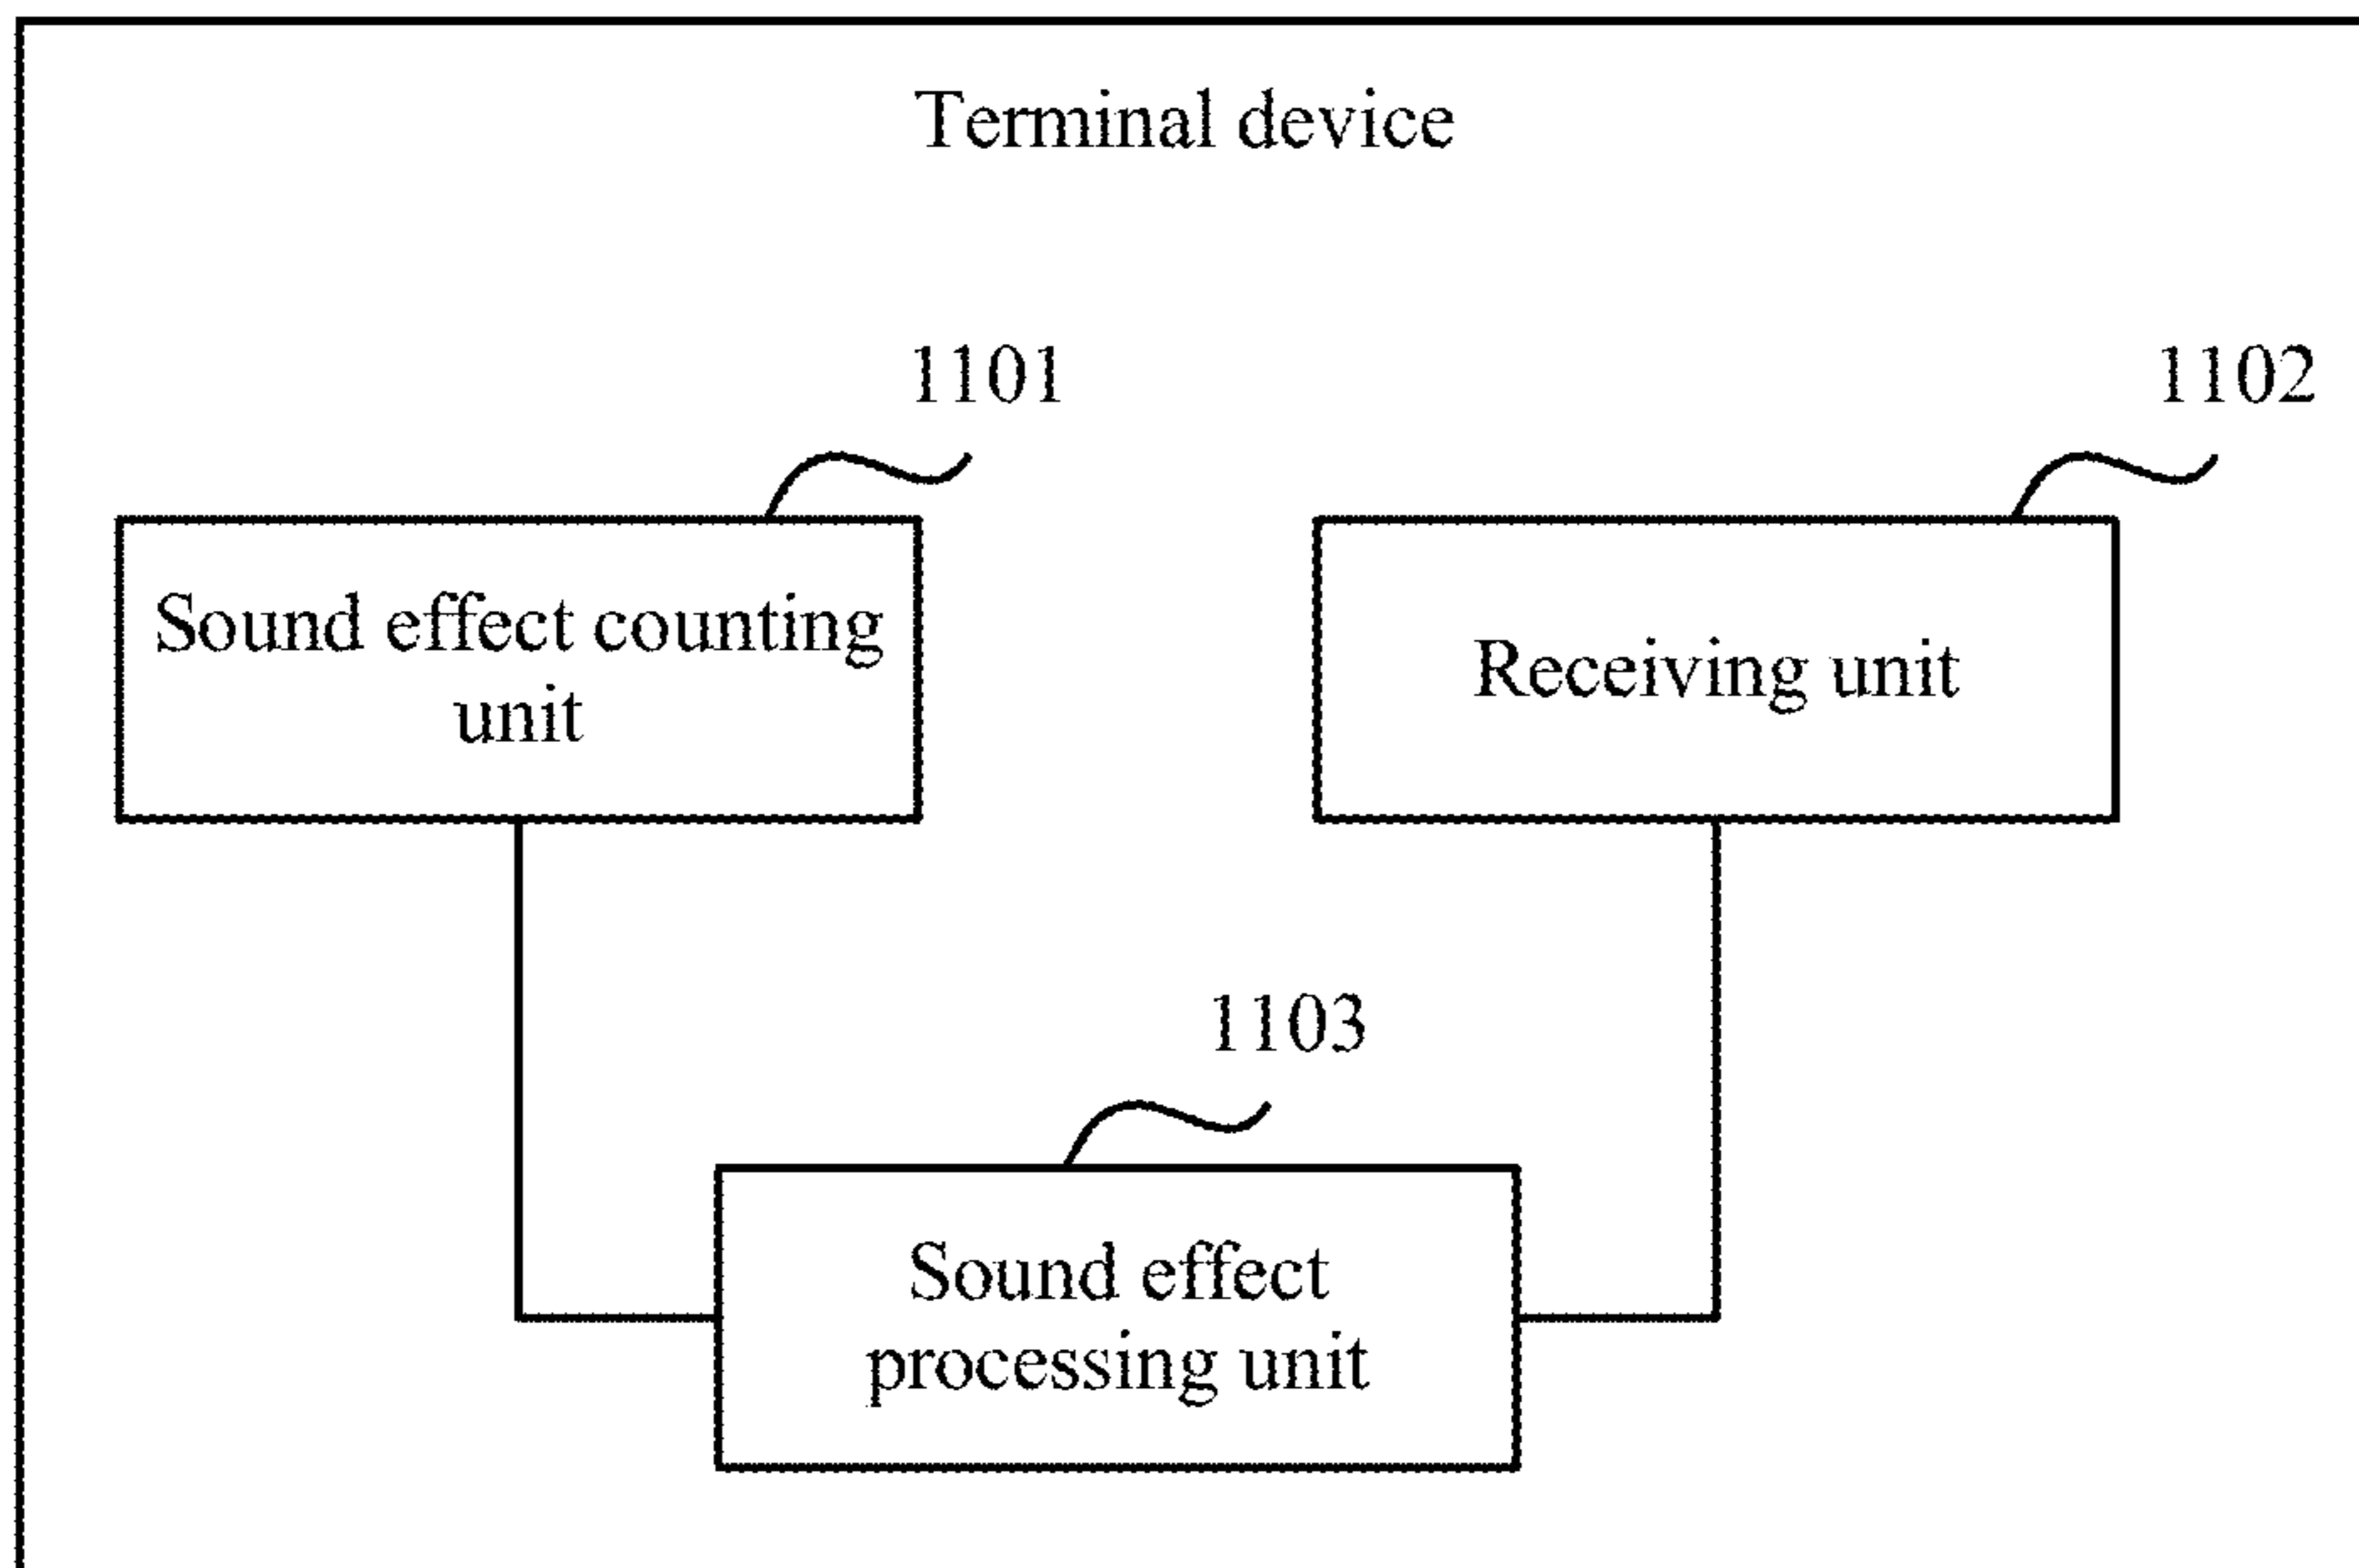 Terminal device
1101
1102
Sound effect counting
unit
Receiving unit
1103
Sound effect
processing unit